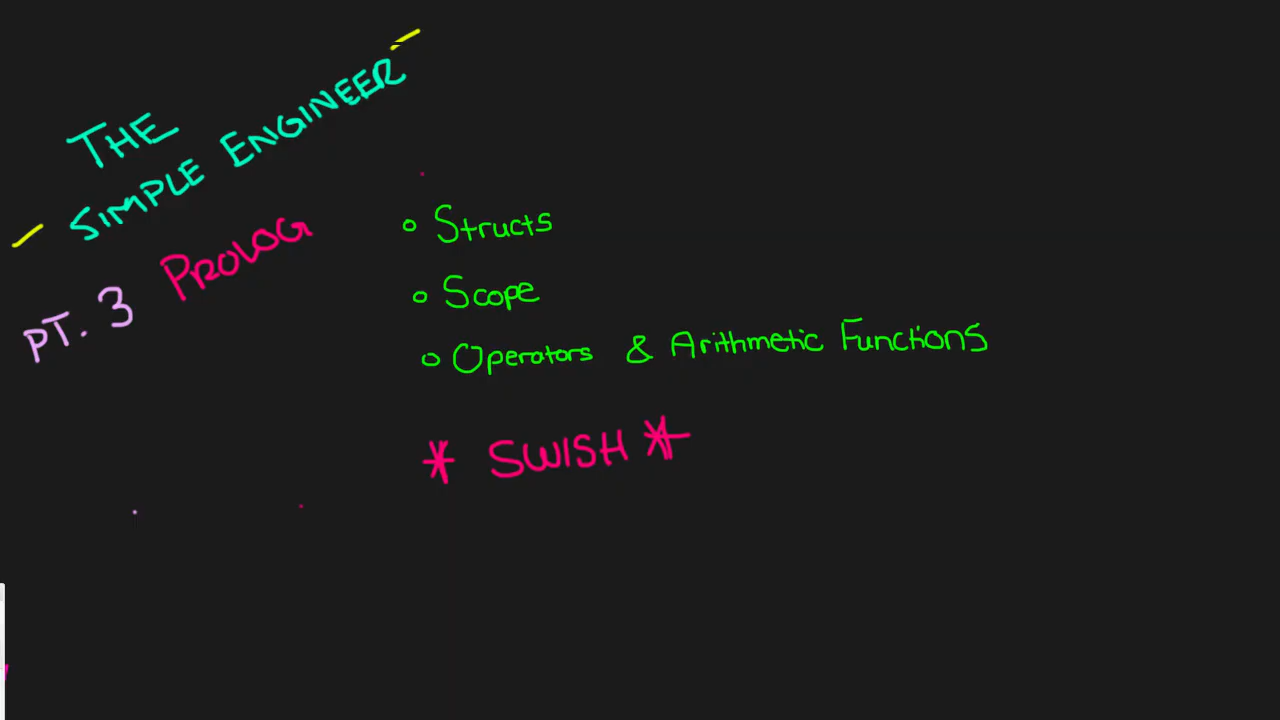 THE
SIMPLE ENGINEER
PT. 3 PROLOG
Structs
Scope
Operators & Arithmetic Functions
* SWISH *